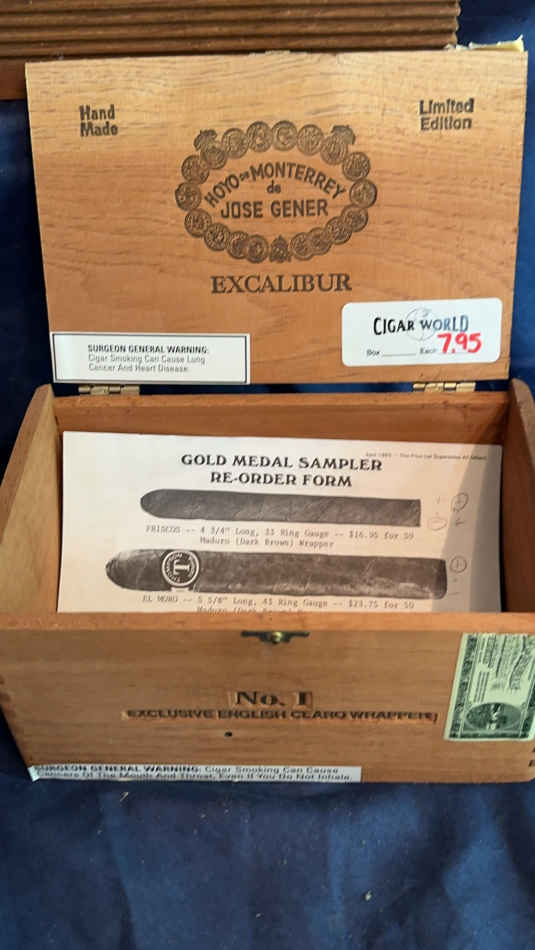 Hand
Made
Limited
Edition
HOYO DE MONTERREY
de
JOSE GENER
EXCALIBUR
CIGAR WORLD
Box Each 7.95
SURGEON GENERAL WARNING:
Cigar Smoking Can Cause Lung
Cancer And Heart Disease.
GOLD MEDAL SAMPLER
RE-ORDER FORM
4 3/4" Long, 33 Ring Gauge -- $16.95 for 50
Maduro (Dark Brown) Wrapper
T
EL MORO -- 5 5/8" Long, 43 Ring Gauge -- $23.75 for 50
Maduro (Dark
No. 1
EXCLUSIVE ENGLISH CLARO WRAPPER
SURGEON GENERAL WARNING: Cigar Smoking Can Cause
Cancers Of The Mouth And Throat, Even If You Do Not Inhale.